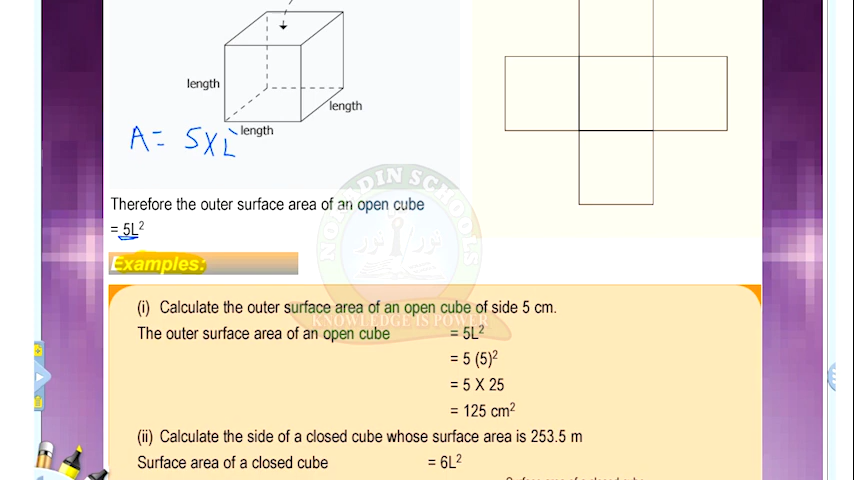 length
length
length
A = 5 X L
Therefore the outer surface area of an open cube
= 5L²
Examples:
NOORADIN SCHOOLS
KNOWLEDGE IS POWER
(i) Calculate the outer surface area of an open cube of side 5 cm.
The outer surface area of an open cube = 5L²
= 5 (5)²
= 5 X 25
= 125 cm²
(ii) Calculate the side of a closed cube whose surface area is 253.5 m
Surface area of a closed cube = 6L²